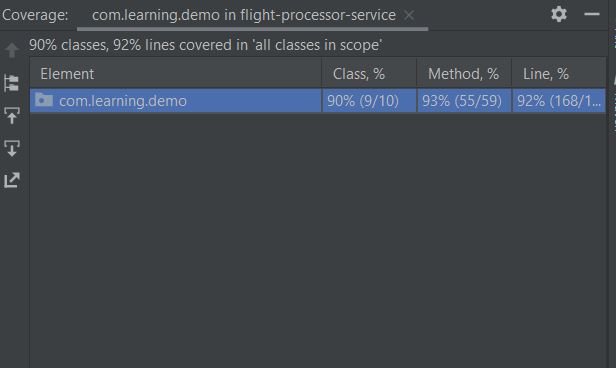 Coverage: com.learning.demo in flight-processor-service
90% classes, 92% lines covered in 'all classes in scope'
Element Class, % Method, % Line, %
com.learning.demo 90% (9/10) 93% (55/59) 92% (168/1...